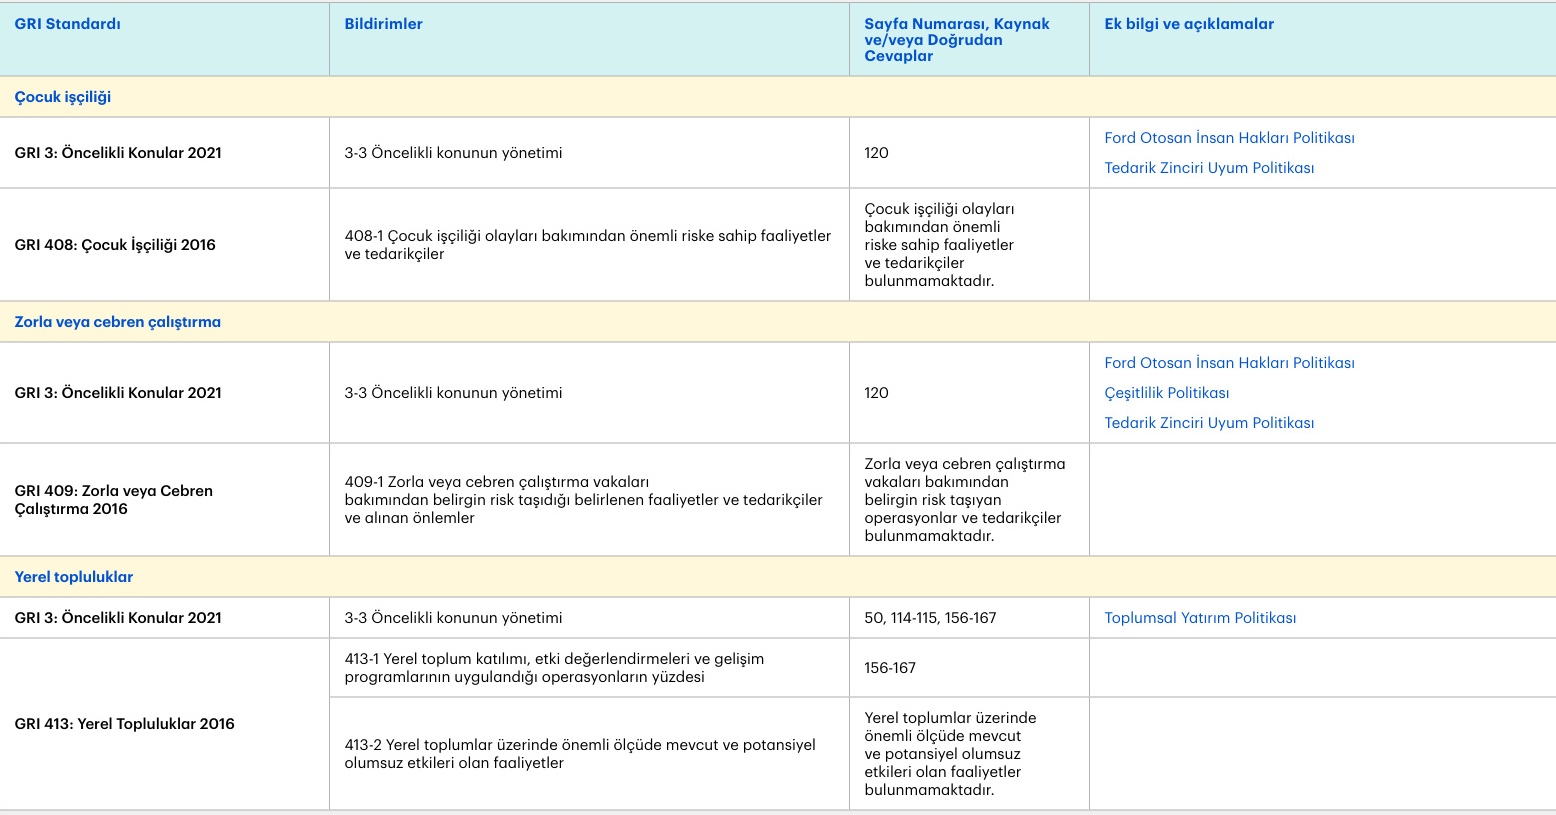 GRI Standardı
Bildirimler
Sayfa Numarası, Kaynak
ve/veya Doğrudan
Cevaplar
Ek bilgi ve açıklamalar
Çocuk işçiliği
GRI 3: Öncelikli Konular 2021
3-3 Öncelikli konunun yönetimi
120
Ford Otosan İnsan Hakları Politikası
Tedarik Zinciri Uyum Politikası
GRI 408: Çocuk İşçiliği 2016
408-1 Çocuk işçiliği olayları bakımından önemli riske sahip faaliyetler
ve tedarikçiler
Çocuk işçiliği olayları
bakımından önemli
riske sahip faaliyetler
ve tedarikçiler
bulunmamaktadır.
Zorla veya cebren çalıştırma
GRI 3: Öncelikli Konular 2021
3-3 Öncelikli konunun yönetimi
120
Ford Otosan İnsan Hakları Politikası
Çeşitlilik Politikası
Tedarik Zinciri Uyum Politikası
GRI 409: Zorla veya Cebren
Çalıştırma 2016
409-1 Zorla veya cebren çalıştırma vakaları
bakımından belirgin risk taşıdığı belirlenen faaliyetler ve tedarikçiler
ve alınan önlemler
Zorla veya cebren çalıştırma
vakaları bakımından
belirgin risk taşıyan
operasyonlar ve tedarikçiler
bulunmamaktadır.
Yerel topluluklar
GRI 3: Öncelikli Konular 2021
3-3 Öncelikli konunun yönetimi
50, 114-115, 156-167
Toplumsal Yatırım Politikası
GRI 413: Yerel Topluluklar 2016
413-1 Yerel toplum katılımı, etki değerlendirmeleri ve gelişim
programlarının uygulandığı operasyonların yüzdesi
156-167
413-2 Yerel toplumlar üzerinde önemli ölçüde mevcut ve potansiyel
olumsuz etkileri olan faaliyetler
Yerel toplumlar üzerinde
önemli ölçüde mevcut
ve potansiyel olumsuz
etkileri olan faaliyetler
bulunmamaktadır.